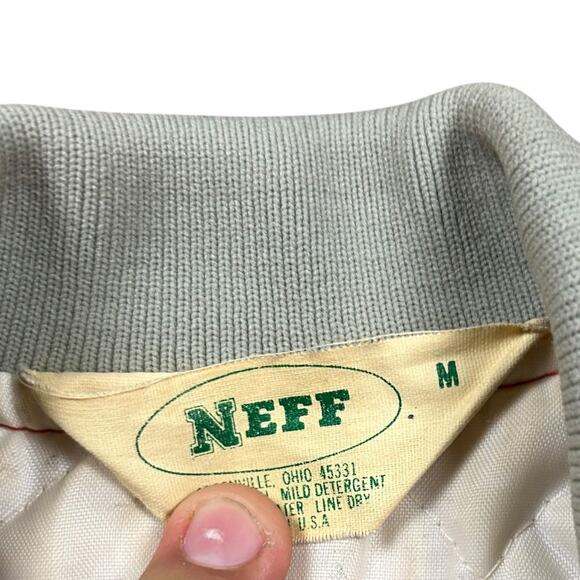 NEFF
M
OHIO 45331
MILD DETERGENT
LINE DRY
U.S.A